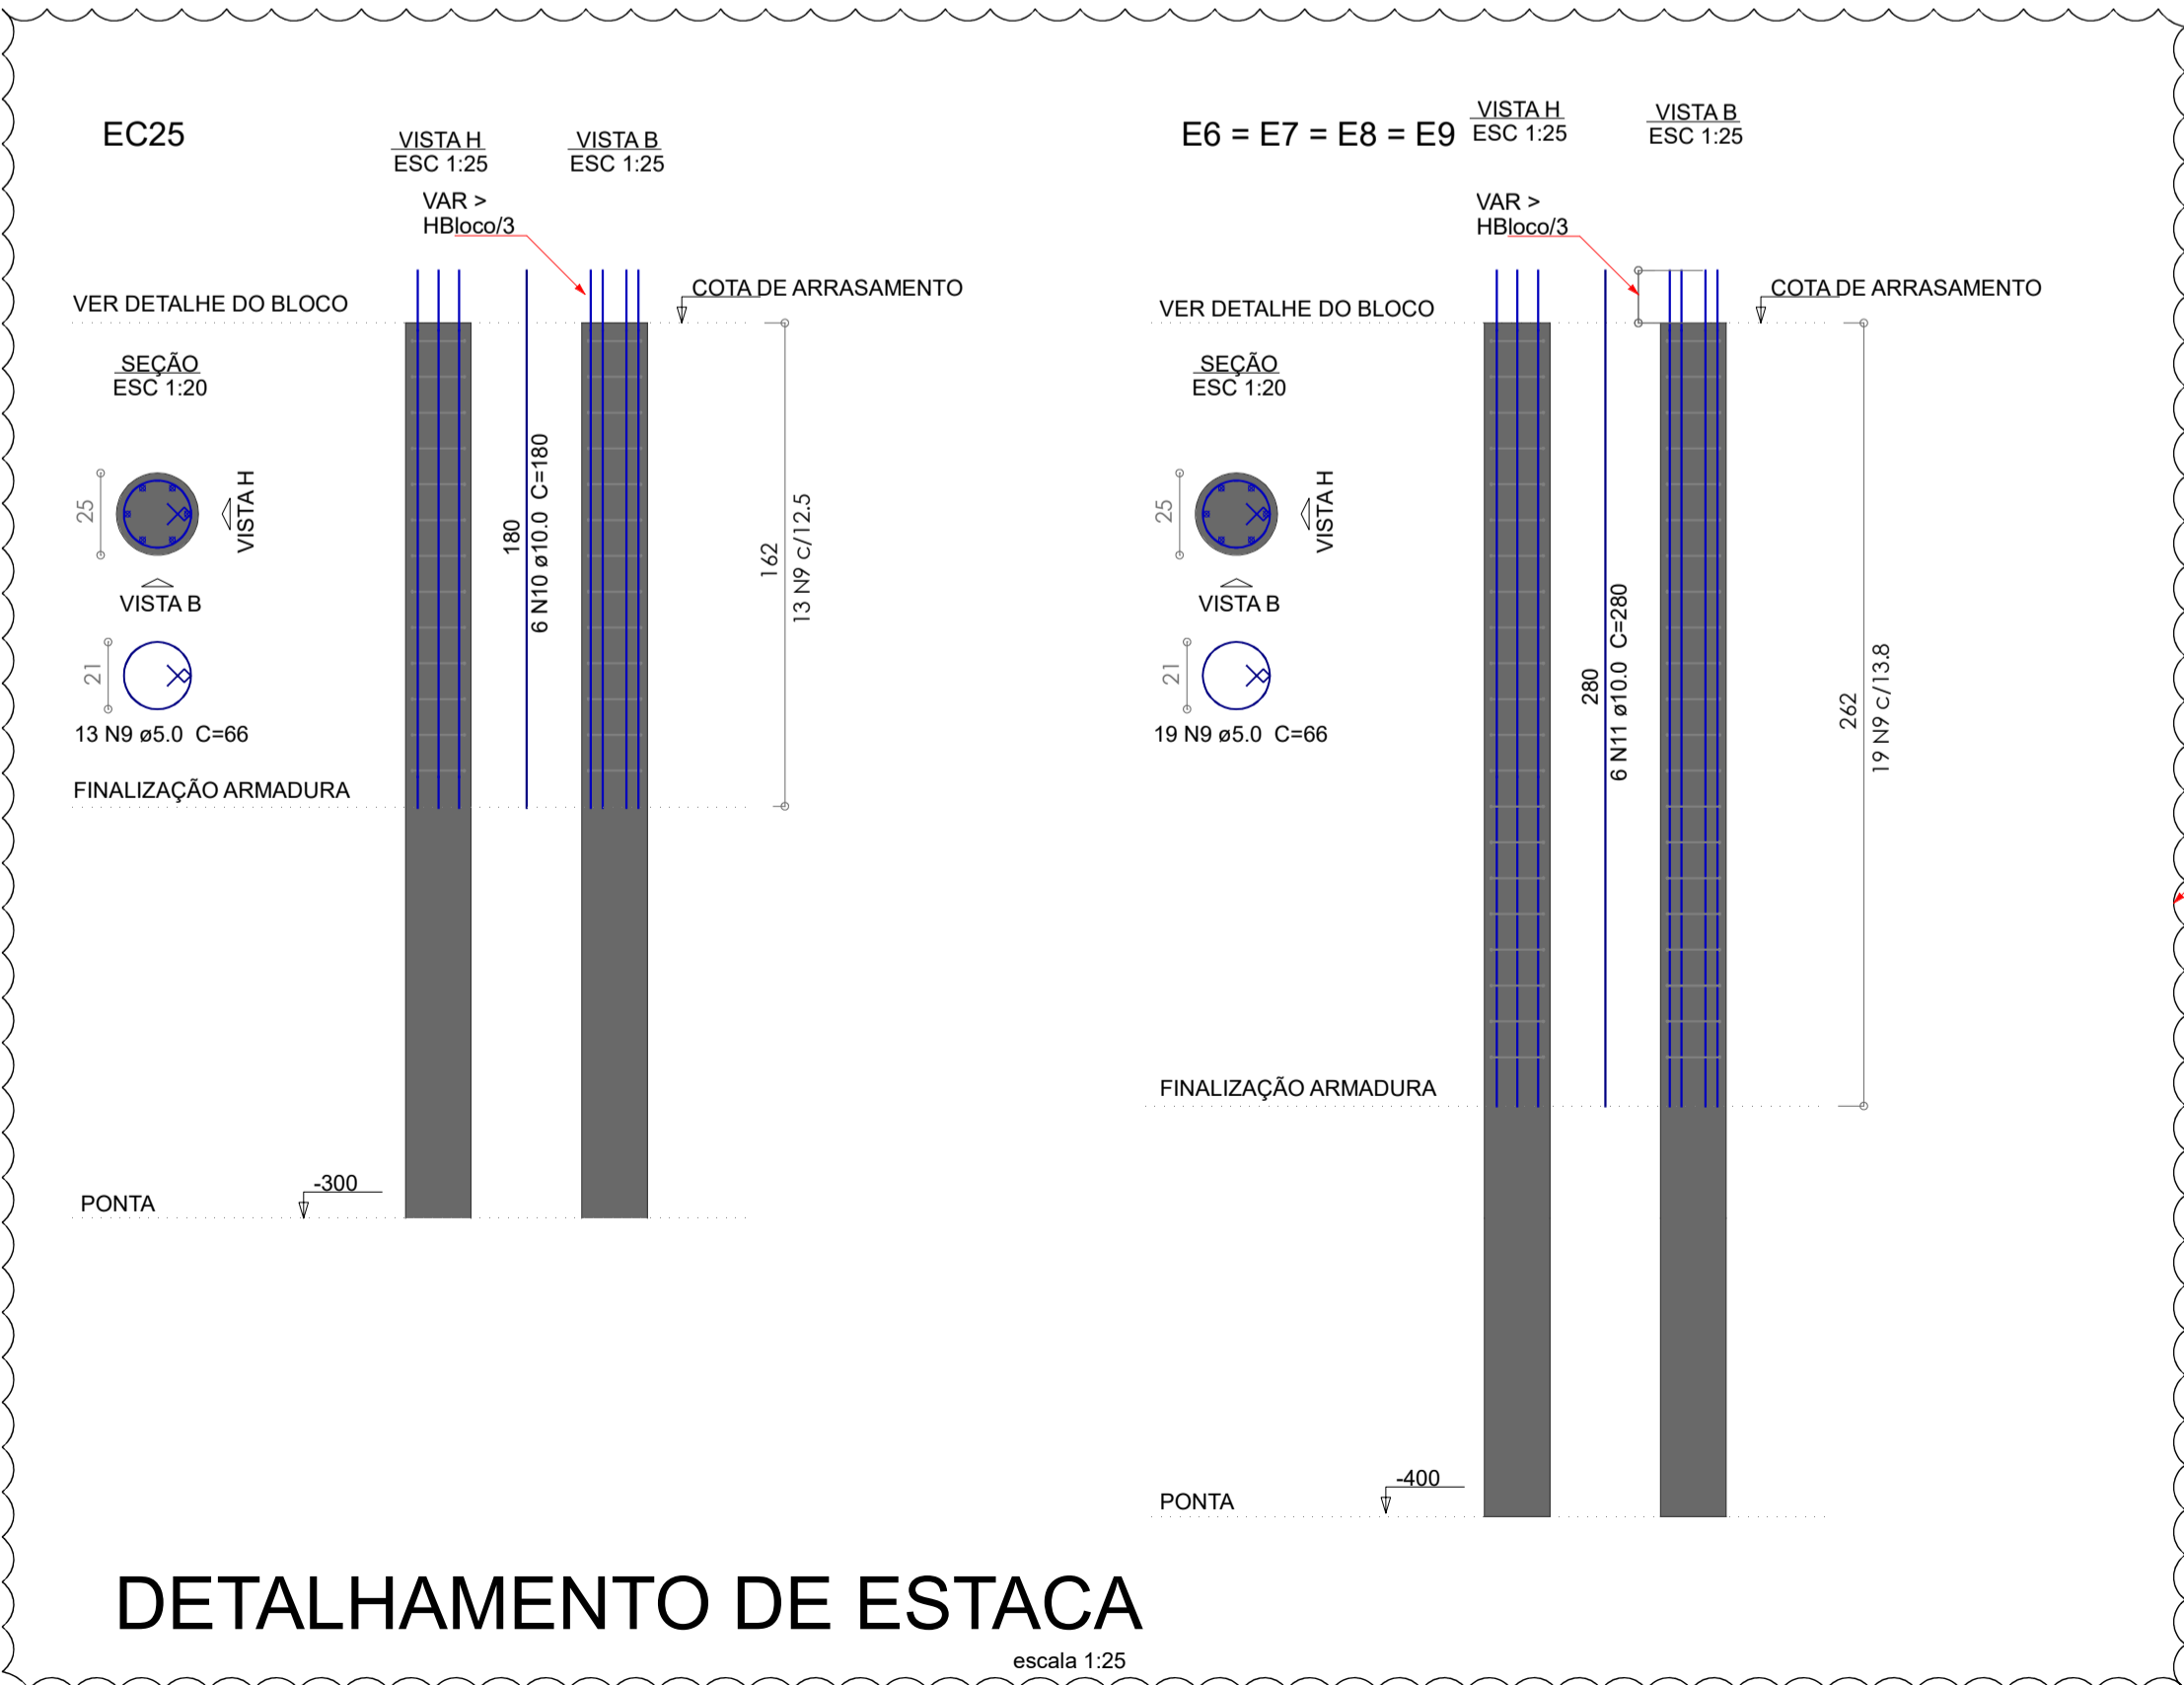 EC25
VISTA H
ESC 1:25
VISTA B
ESC 1:25
VAR >
HBloco/3
VER DETALHE DO BLOCO
COTA DE ARRASAMENTO
SEÇÃO
ESC 1:20
25
VISTA H
VISTA B
21
13 N9 ø5.0 C=66
180
6 N10 ø10.0 C=180
162
13 N9 c/12.5
FINALIZAÇÃO ARMADURA
-300
PONTA
E6 = E7 = E8 = E9
VISTA H
ESC 1:25
VISTA B
ESC 1:25
VAR >
HBloco/3
VER DETALHE DO BLOCO
COTA DE ARRASAMENTO
SEÇÃO
ESC 1:20
25
VISTA H
VISTA B
21
19 N9 ø5.0 C=66
280
6 N11 ø10.0 C=280
262
19 N9 c/13.8
FINALIZAÇÃO ARMADURA
-400
PONTA
DETALHAMENTO DE ESTACA
escala 1:25